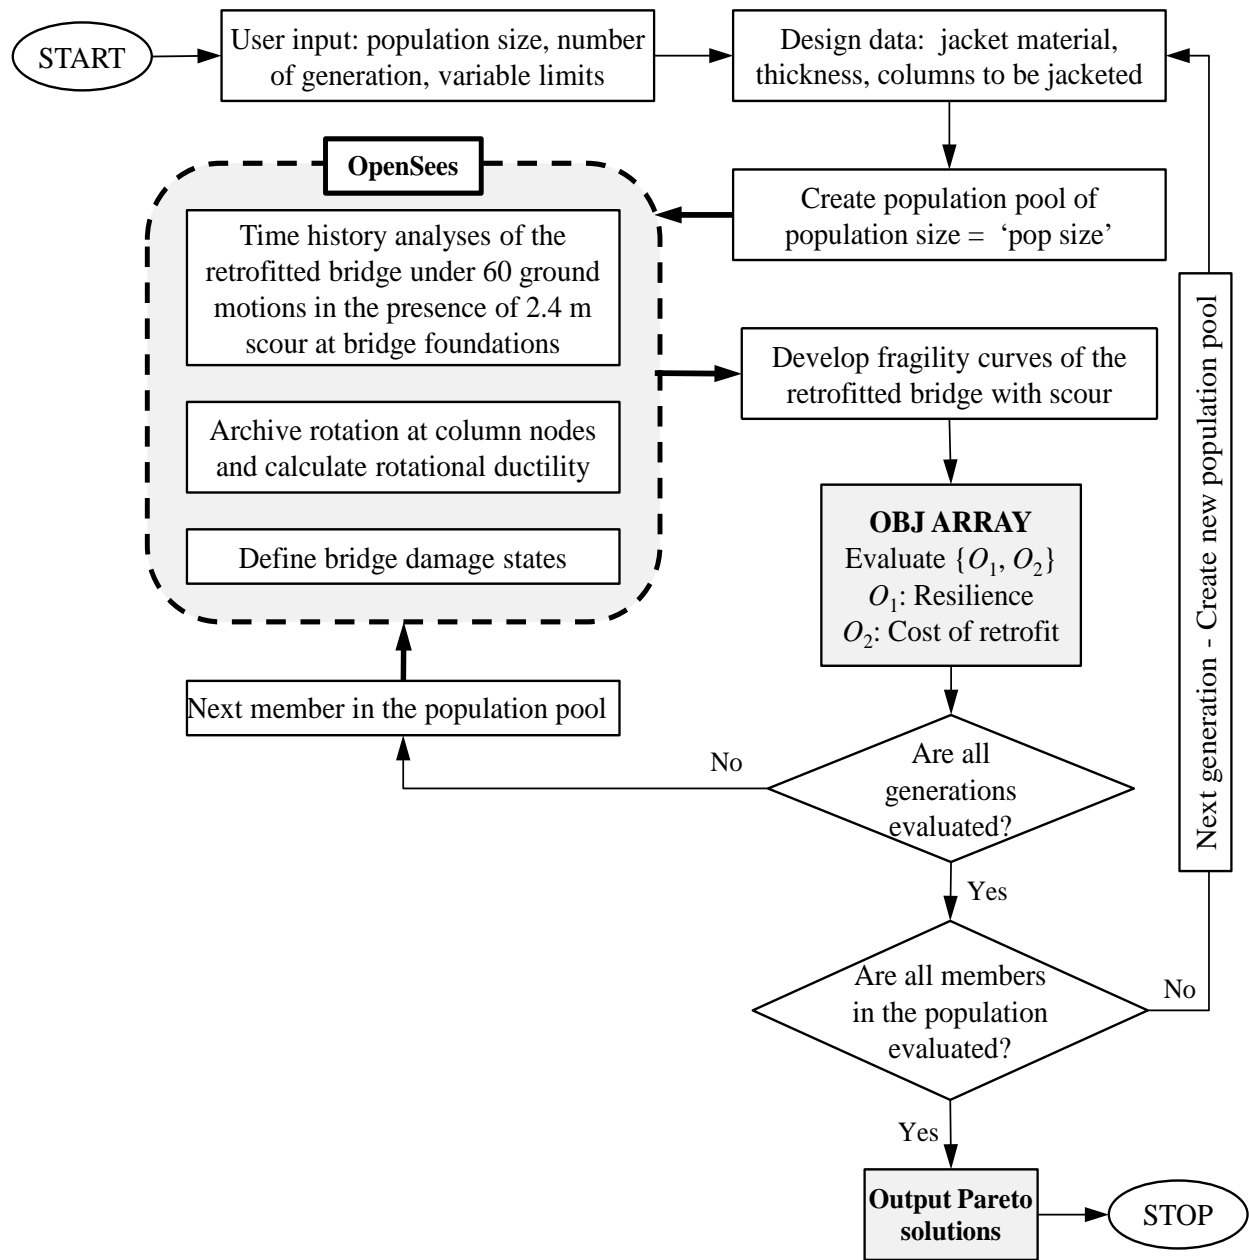 START
User input: population size, number
of generation, variable limits
Design data:  jacket material,
thickness, columns to be jacketed
Create population pool of
population size =  ‘pop size’
OpenSees
Time history analyses of the
retrofitted bridge under 60 ground
motions in the presence of 2.4 m
scour at bridge foundations
Archive rotation at column nodes
and calculate rotational ductility
Define bridge damage states
Develop fragility curves of the
retrofitted bridge with scour
OBJ ARRAY
Evaluate {O1, O2}
O1: Resilience
O2: Cost of retrofit
Next member in the population pool
No
Are all
generations
evaluated?
Yes
Are all members
in the population
evaluated?
No
Next generation - Create new population pool
Yes
Output Pareto
solutions
STOP